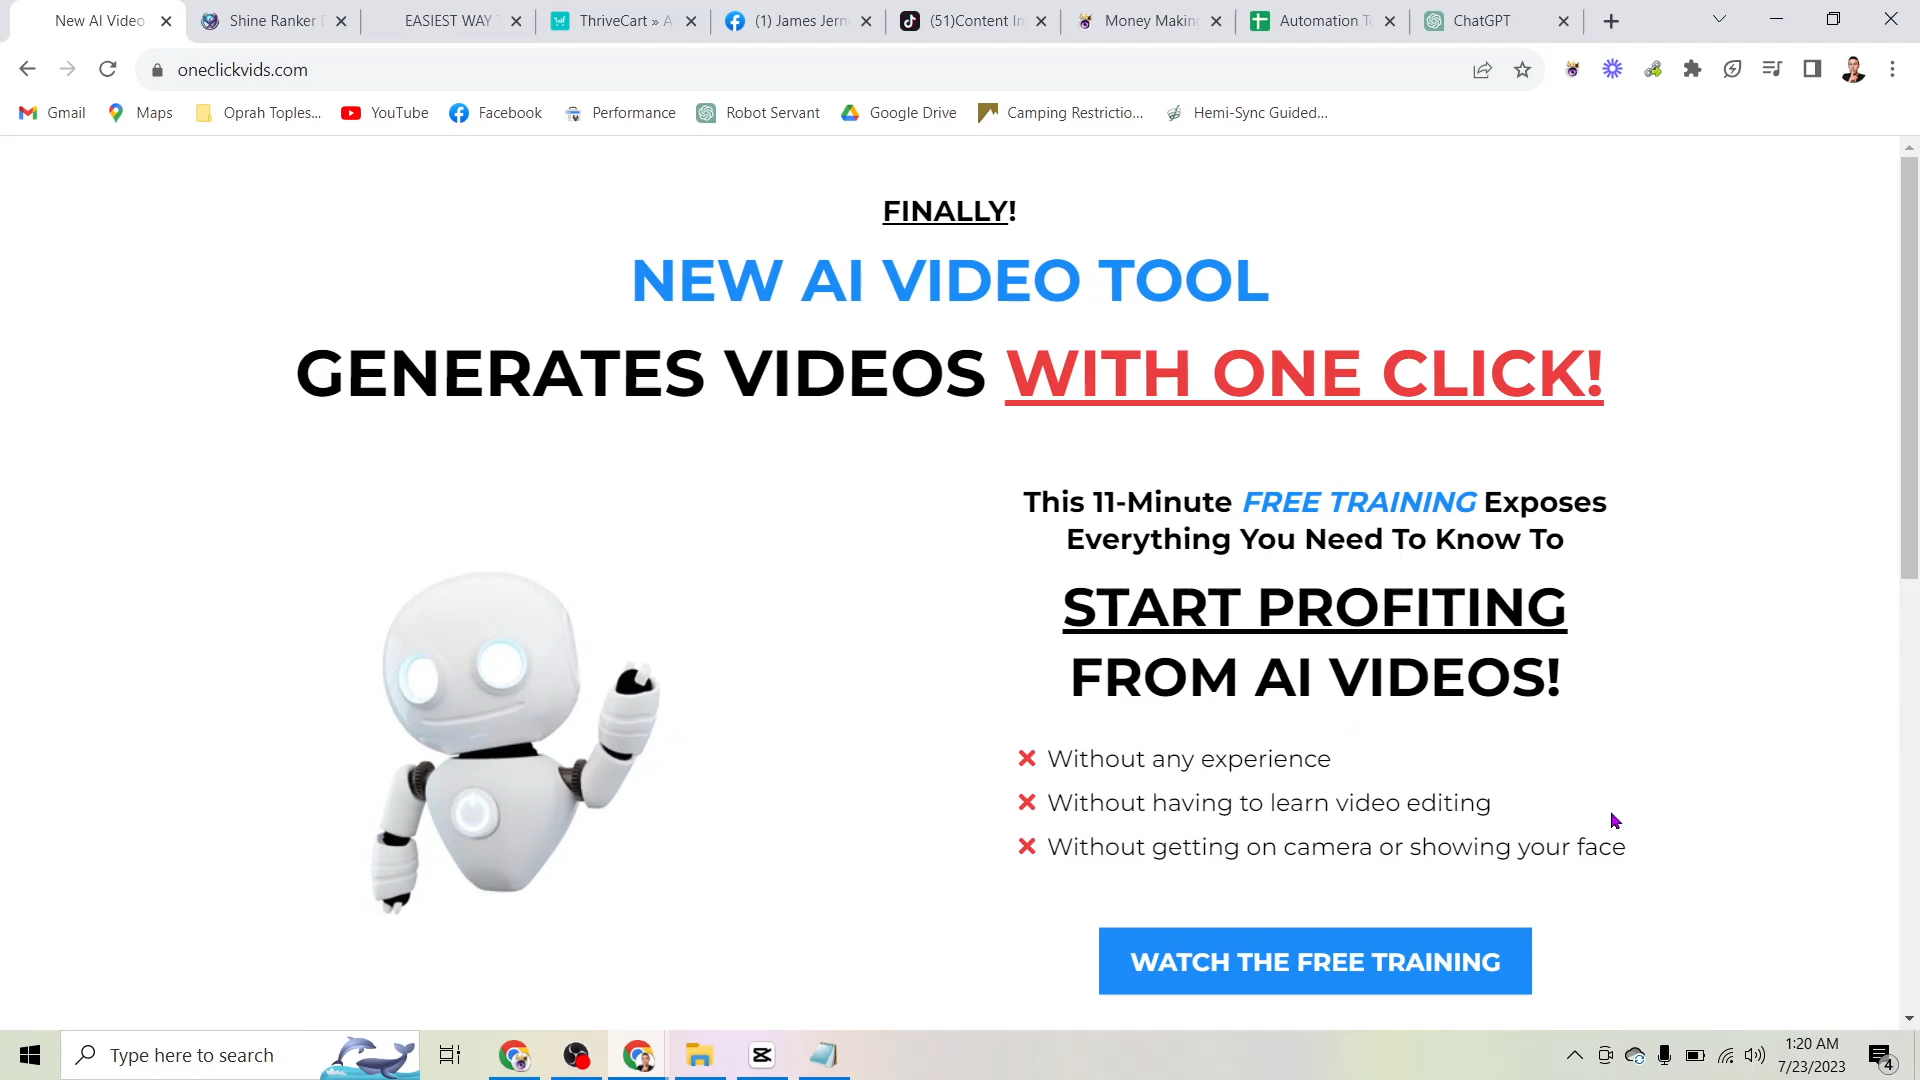 New AI Video
Shine Ranker
EASIEST WAY T
ThriveCart » A
(1) James Jern
(51)Content In
Money Making
Automation To
ChatGPT
oneclickvids.com
Gmail
Maps
Oprah Toples...
YouTube
Facebook
Performance
Robot Servant
Google Drive
Camping Restrictio...
Hemi-Sync Guided...
FINALLY!
NEW AI VIDEO TOOL
GENERATES VIDEOS WITH ONE CLICK!
This 11-Minute FREE TRAINING Exposes
Everything You Need To Know To
START PROFITING
FROM AI VIDEOS!
Without any experience
Without having to learn video editing
Without getting on camera or showing your face
WATCH THE FREE TRAINING
Type here to search
1:20 AM
7/23/2023
4